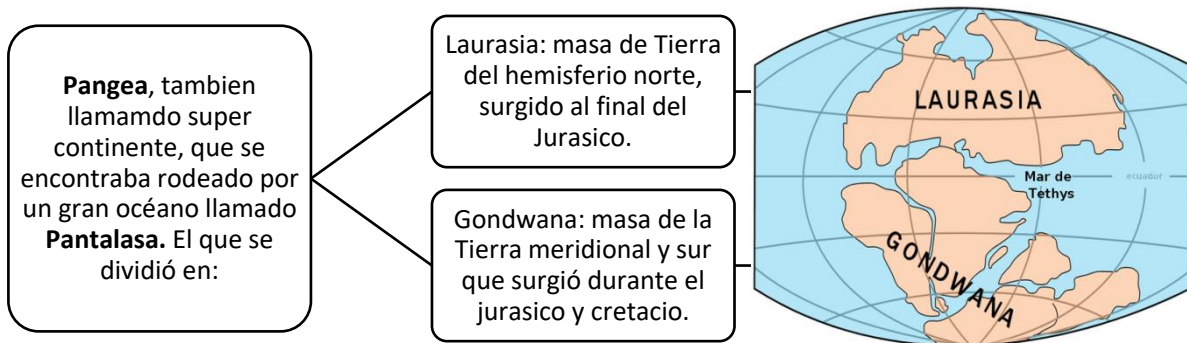 Pangea, tambien
llamamdo super
continente, que se
encontraba rodeado por
un gran océano llamado
Pantalasa. El que se
dividió en:
Laurasia: masa de Tierra
del hemisferio norte,
surgido al final del
Jurasico.
Gondwana: masa de la
Tierra meridional y sur
que surgió durante el
jurasico y cretacio.
LAURASIA
Mar de
Tethys
ecuador
GONDWANA